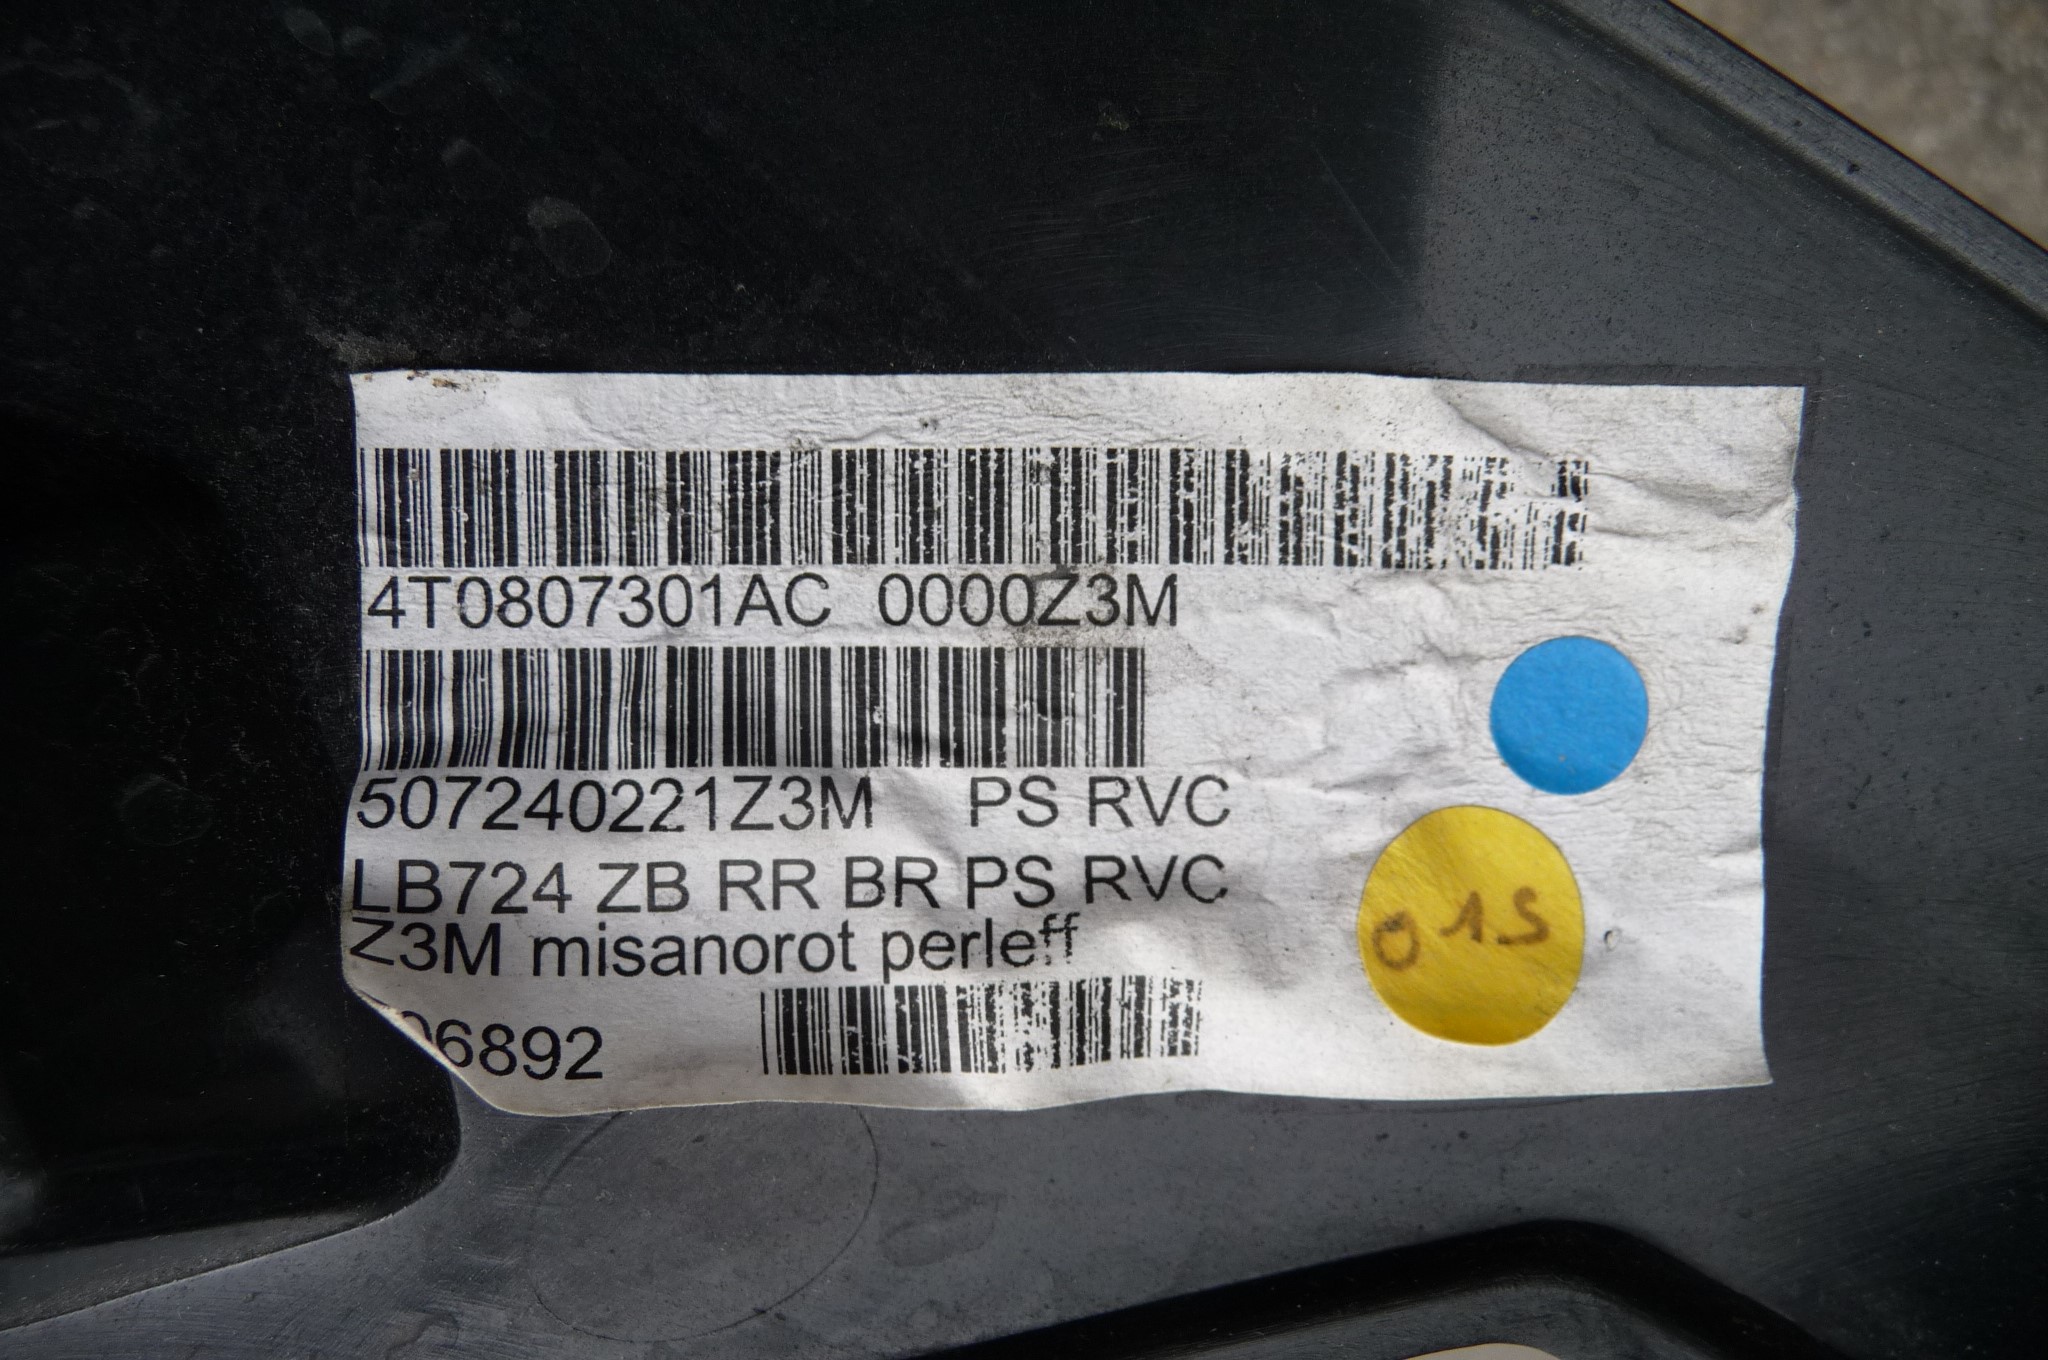 4T0807301AC 0000Z3M
507240221Z3M PS RVC
LB724 ZB RR BR PS RVC
Z3M misanorot perleff
06892
01S